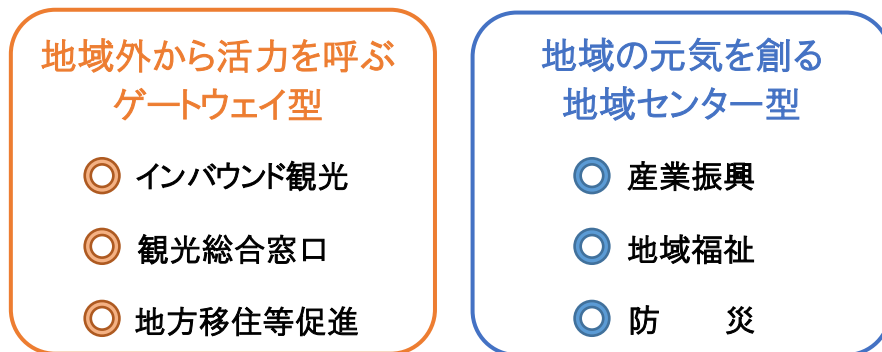 地域外から活力を呼ぶ
ゲートウェイ型
◎ インバウンド観光
◎ 観光総合窓口
◎ 地方移住等促進
地域の元気を創る
地域センター型
◎ 産業振興
◎ 地域福祉
◎ 防　　災